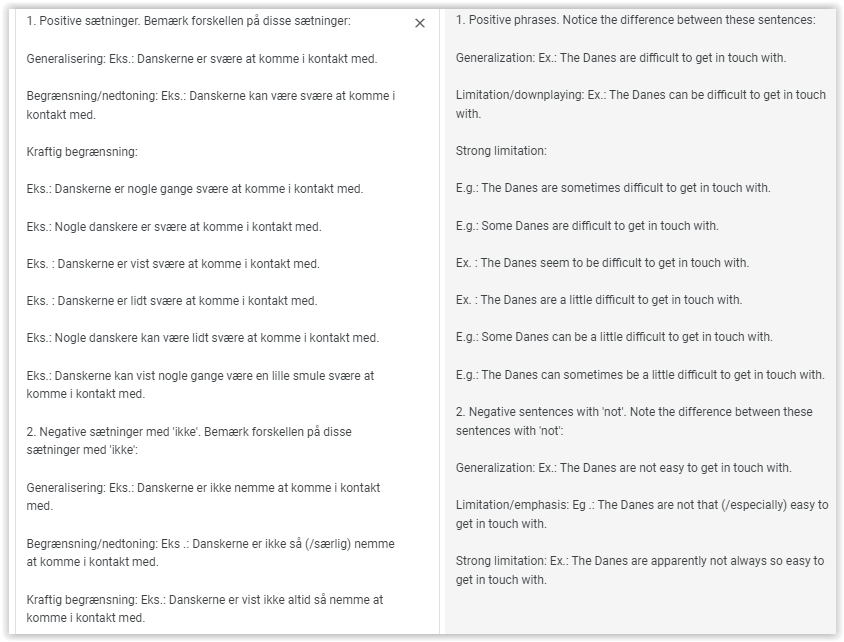 1. Positive sætninger. Bemærk forskellen på disse sætninger:
Generalisering: Eks.: Danskerne er svære at komme i kontakt med.
Begrænsning/nedtoning: Eks.: Danskerne kan være svære at komme i
kontakt med.
Kraftig begrænsning:
Eks.: Danskerne er nogle gange svære at komme i kontakt med.
Eks.: Nogle danskere er svære at komme i kontakt med.
Eks. : Danskerne er vist svære at komme i kontakt med.
Eks. : Danskerne er lidt svære at komme i kontakt med.
Eks.: Nogle danskere kan være lidt svære at komme i kontakt med.
Eks.: Danskerne kan vist nogle gange være en lille smule svære at
komme i kontakt med.
2. Negative sætninger med 'ikke'. Bemærk forskellen på disse
sætninger med 'ikke':
Generalisering: Eks.: Danskerne er ikke nemme at komme i kontakt
med.
Begrænsning/nedtoning: Eks .: Danskerne er ikke så (/særlig) nemme
at komme i kontakt med.
Kraftig begrænsning: Eks.: Danskerne er vist ikke altid så nemme at
komme i kontakt med.
1. Positive phrases. Notice the difference between these sentences:
Generalization: Ex.: The Danes are difficult to get in touch with.
Limitation/downplaying: Ex.: The Danes can be difficult to get in touch
with.
Strong limitation:
E.g.: The Danes are sometimes difficult to get in touch with.
E.g.: Some Danes are difficult to get in touch with.
Ex. : The Danes seem to be difficult to get in touch with.
Ex. : The Danes are a little difficult to get in touch with.
E.g.: Some Danes can be a little difficult to get in touch with.
E.g.: The Danes can sometimes be a little difficult to get in touch with.
2. Negative sentences with 'not'. Note the difference between these
sentences with 'not':
Generalization: Ex.: The Danes are not easy to get in touch with.
Limitation/emphasis: Eg .: The Danes are not that (/especially) easy to
get in touch with.
Strong limitation: Ex.: The Danes are apparently not always so easy to
get in touch with.